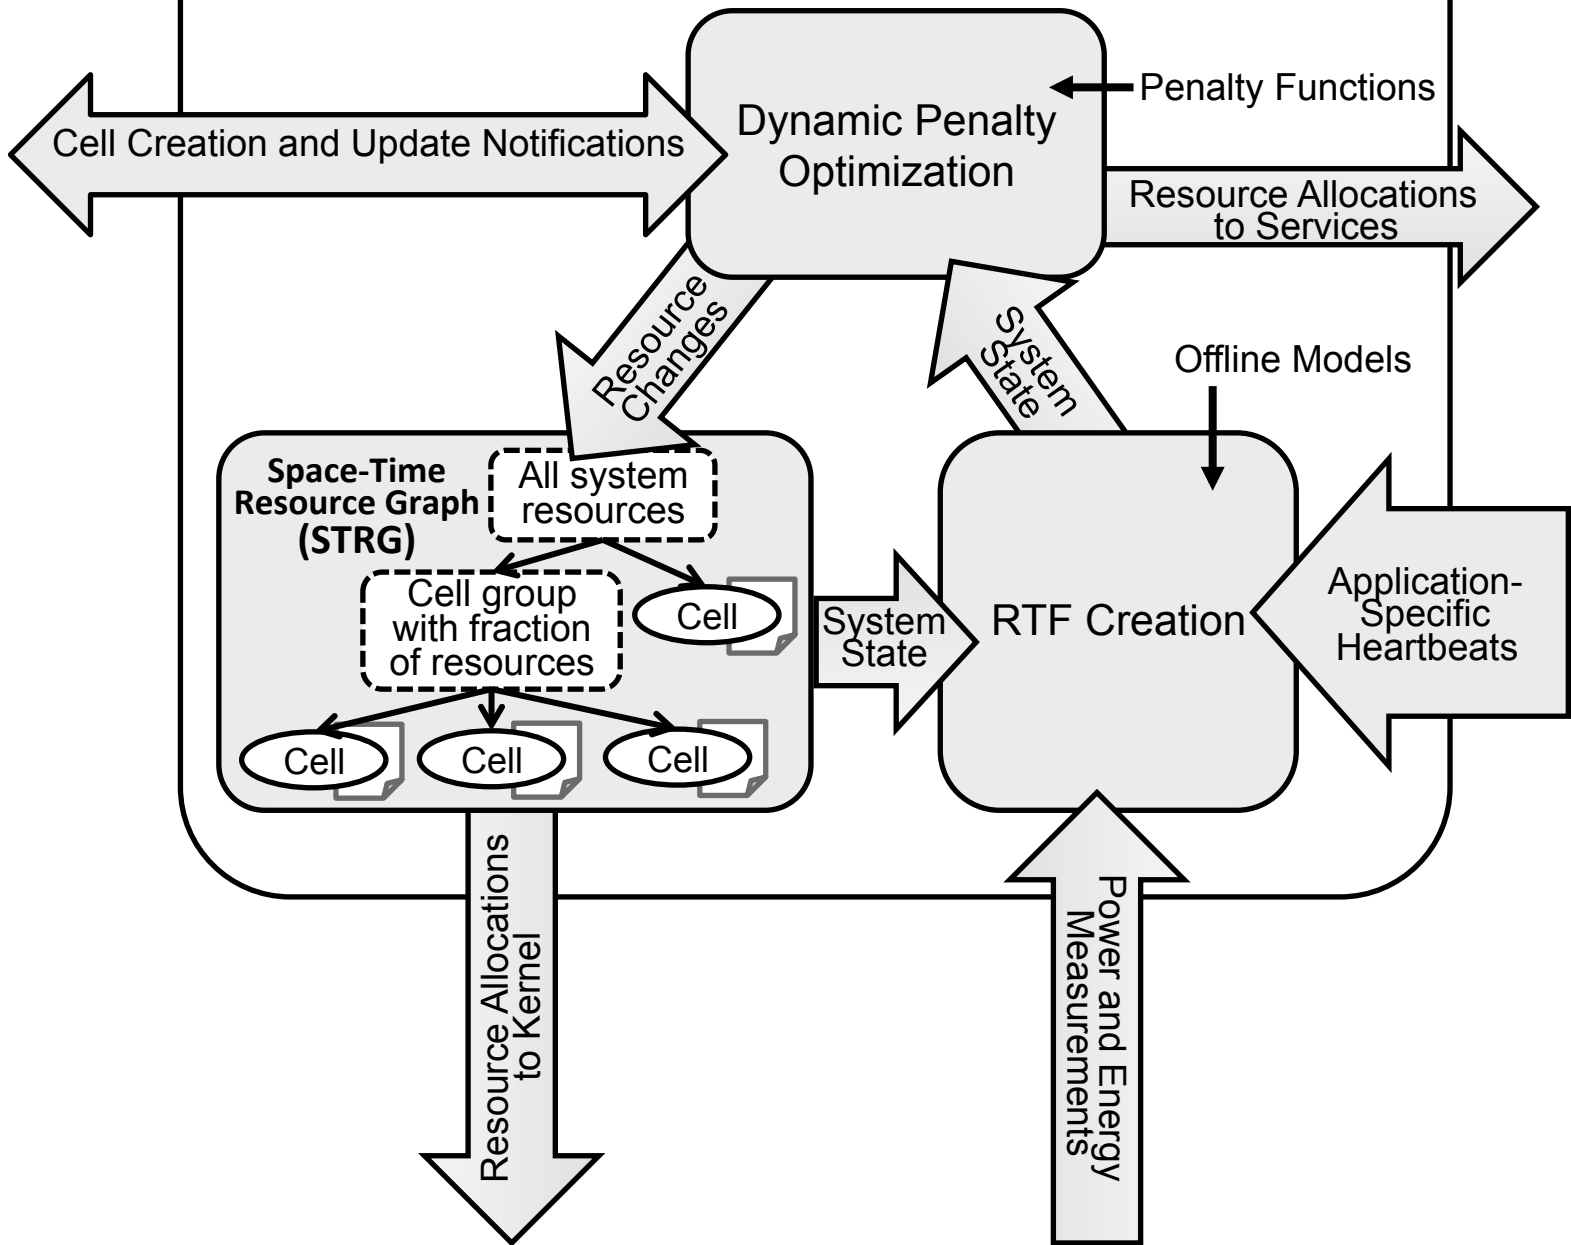 Penalty Functions
Dynamic Penalty
Optimization
Cell Creation and Update Notifications
Resource Allocations
to Services
Resource
Changes
System
State
Offline Models
Space-Time
Resource Graph
(STRG)
All system
resources
Cell group
with fraction
of resources
Cell
Cell
Cell
Cell
System
State
RTF Creation
Application-
Specific
Heartbeats
Resource Allocations
to Kernel
Power and Energy
Measurements